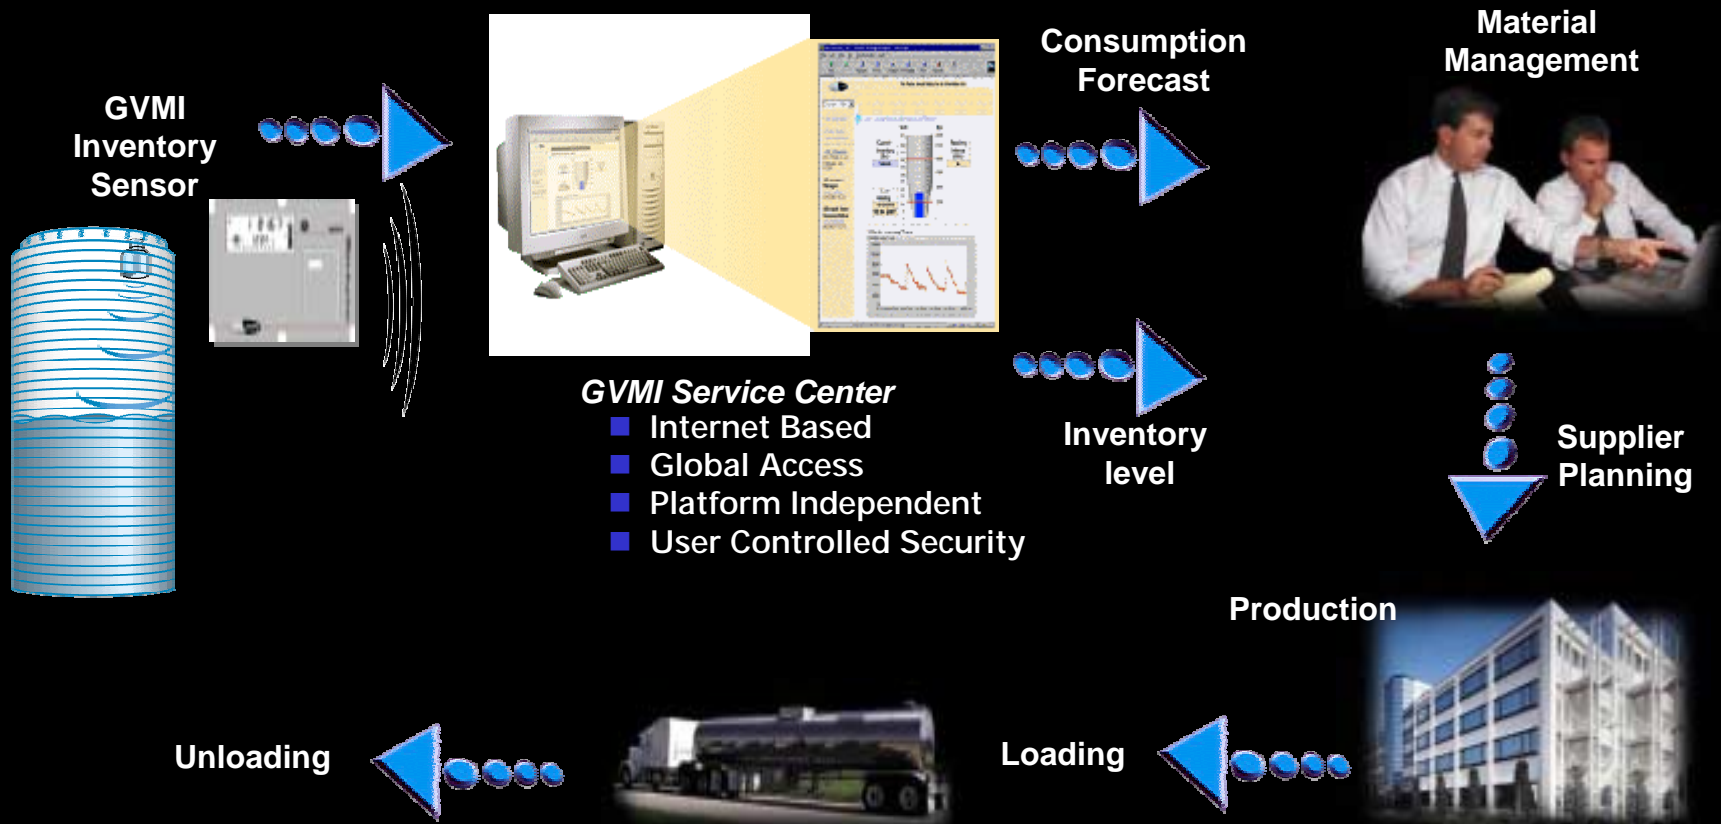 GVMI
Inventory
Sensor
Consumption
Forecast
Material
Management
GVMI Service Center
Internet Based
Global Access
Platform Independent
User Controlled Security
Inventory
level
Supplier
Planning
Production
Loading
Unloading